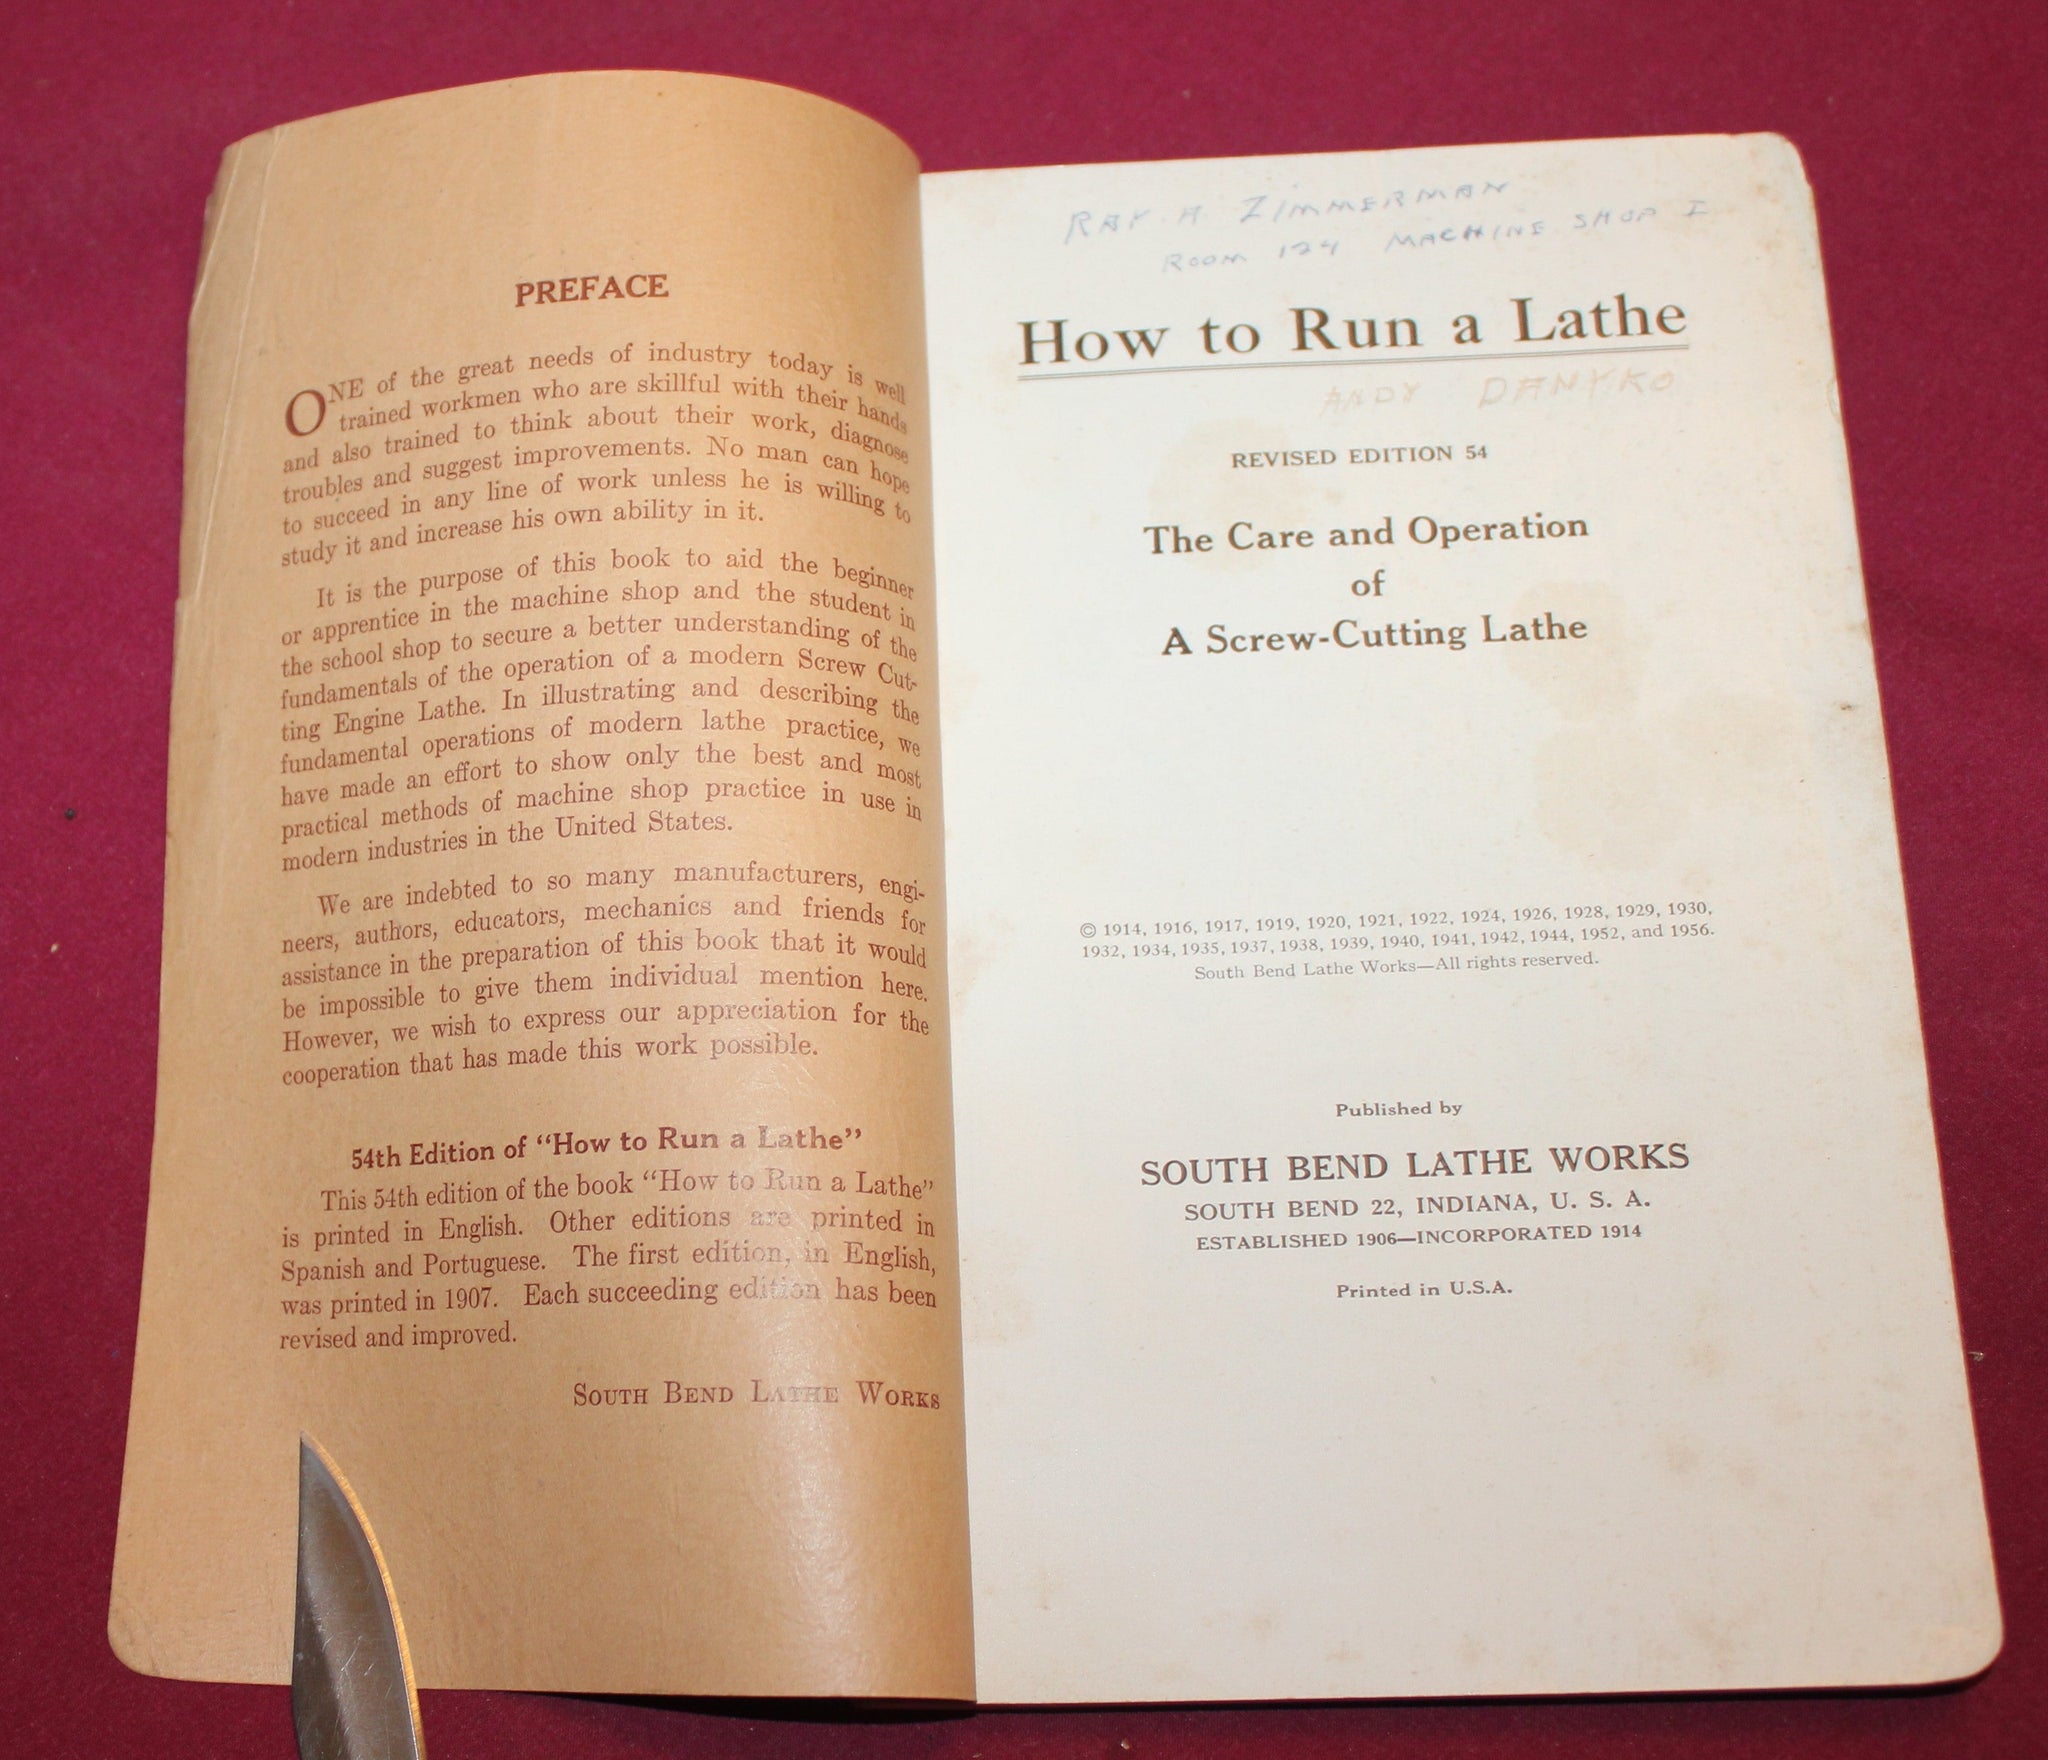 PREFACE
ONE of the great needs of industry today is well
trained workmen who are skillful with their hands
and also trained to think about their work, diagnose
troubles and suggest improvements. No man can hope
to succeed in any line of work unless he is willing to
study it and increase his own ability in it.
It is the purpose of this book to aid the beginner
or apprentice in the machine shop and the student in
the school shop to secure a better understanding of the
fundamentals of the operation of a modern Screw Cut-
ting Engine Lathe. In illustrating and describing the
fundamental operations of modern lathe practice, we
have made an effort to show only the best and most
practical methods of machine shop practice in use in
modern industries in the United States.
We are indebted to so many manufacturers, engi-
neers, authors, educators, mechanics and friends for
assistance in the preparation of this book that it would
be impossible to give them individual mention here.
However, we wish to express our appreciation for the
cooperation that has made this work possible.
54th Edition of "How to Run a Lathe"
This 54th edition of the book "How to Run a Lathe"
is printed in English. Other editions are printed in
Spanish and Portuguese. The first edition, in English,
was printed in 1907. Each succeeding edition has been
revised and improved.
SOUTH BEND LATHE WORKS
RAY. A ZIMMERMAN
ROOM 124 MACHINE SHOP I
How to Run a Lathe
ANDY DANYKO
REVISED EDITION 54
The Care and Operation
of
A Screw-Cutting Lathe
© 1914, 1916, 1917, 1919, 1920, 1921, 1922, 1924, 1926, 1928, 1929, 1930,
1932, 1934, 1935, 1937, 1938, 1939, 1940, 1941, 1942, 1944, 1952, and 1956.
South Bend Lathe Works—All rights reserved.
Published by
SOUTH BEND LATHE WORKS
SOUTH BEND 22, INDIANA, U. S. A.
ESTABLISHED 1906—INCORPORATED 1914
Printed in U.S.A.